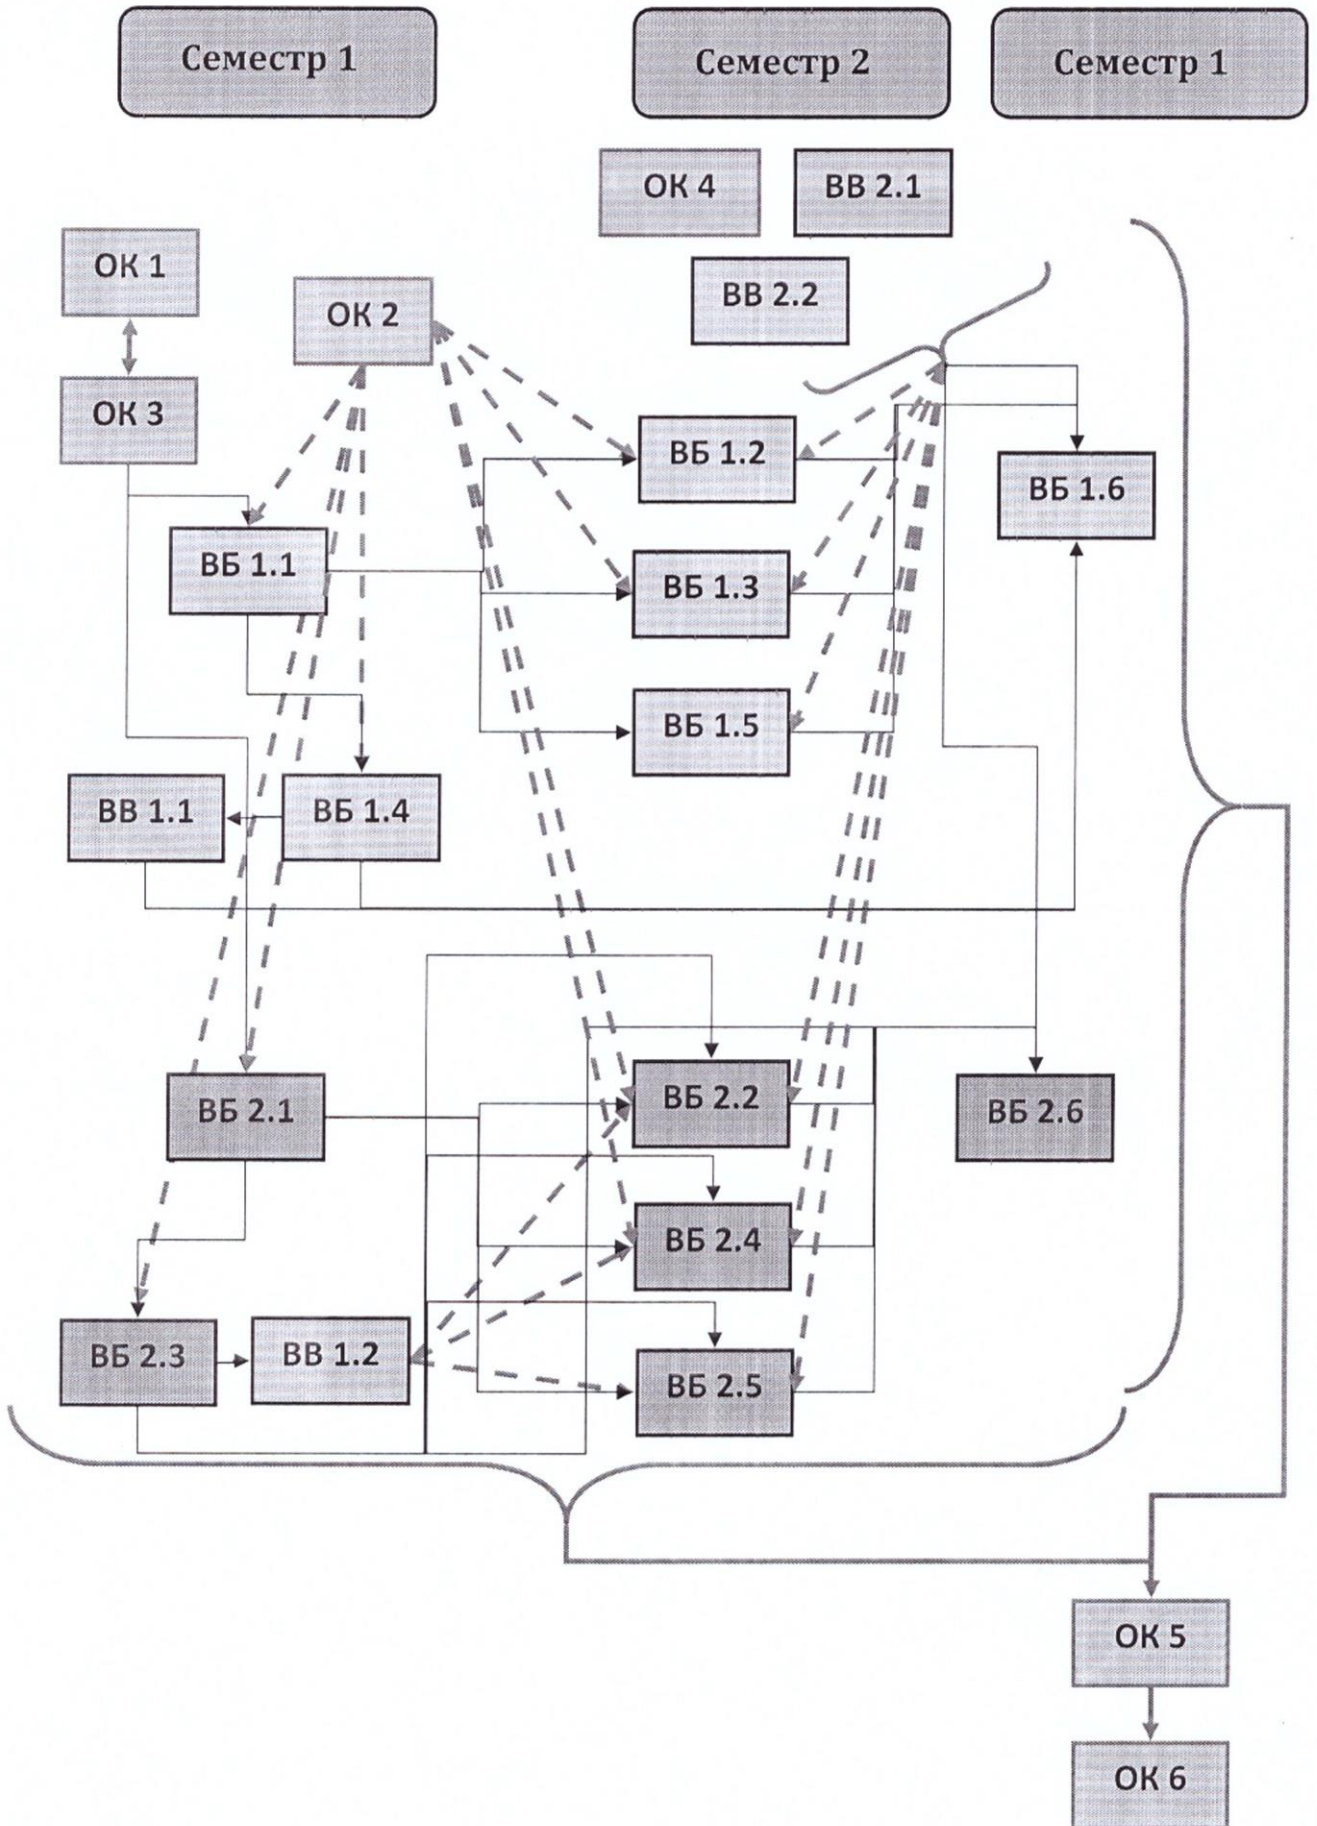 Семестр 1
Семестр 2
Семестр 1
ОК 4
ВВ 2.1
ОК 1
ОК 2
ВВ 2.2
ОК 3
ВБ 1.2
ВБ 1.6
ВБ 1.1
ВБ 1.3
ВБ 1.5
ВВ 1.1
ВБ 1.4
ВБ 2.1
ВБ 2.2
ВБ 2.6
ВБ 2.4
ВБ 2.3
ВВ 1.2
ВБ 2.5
ОК 5
ОК 6